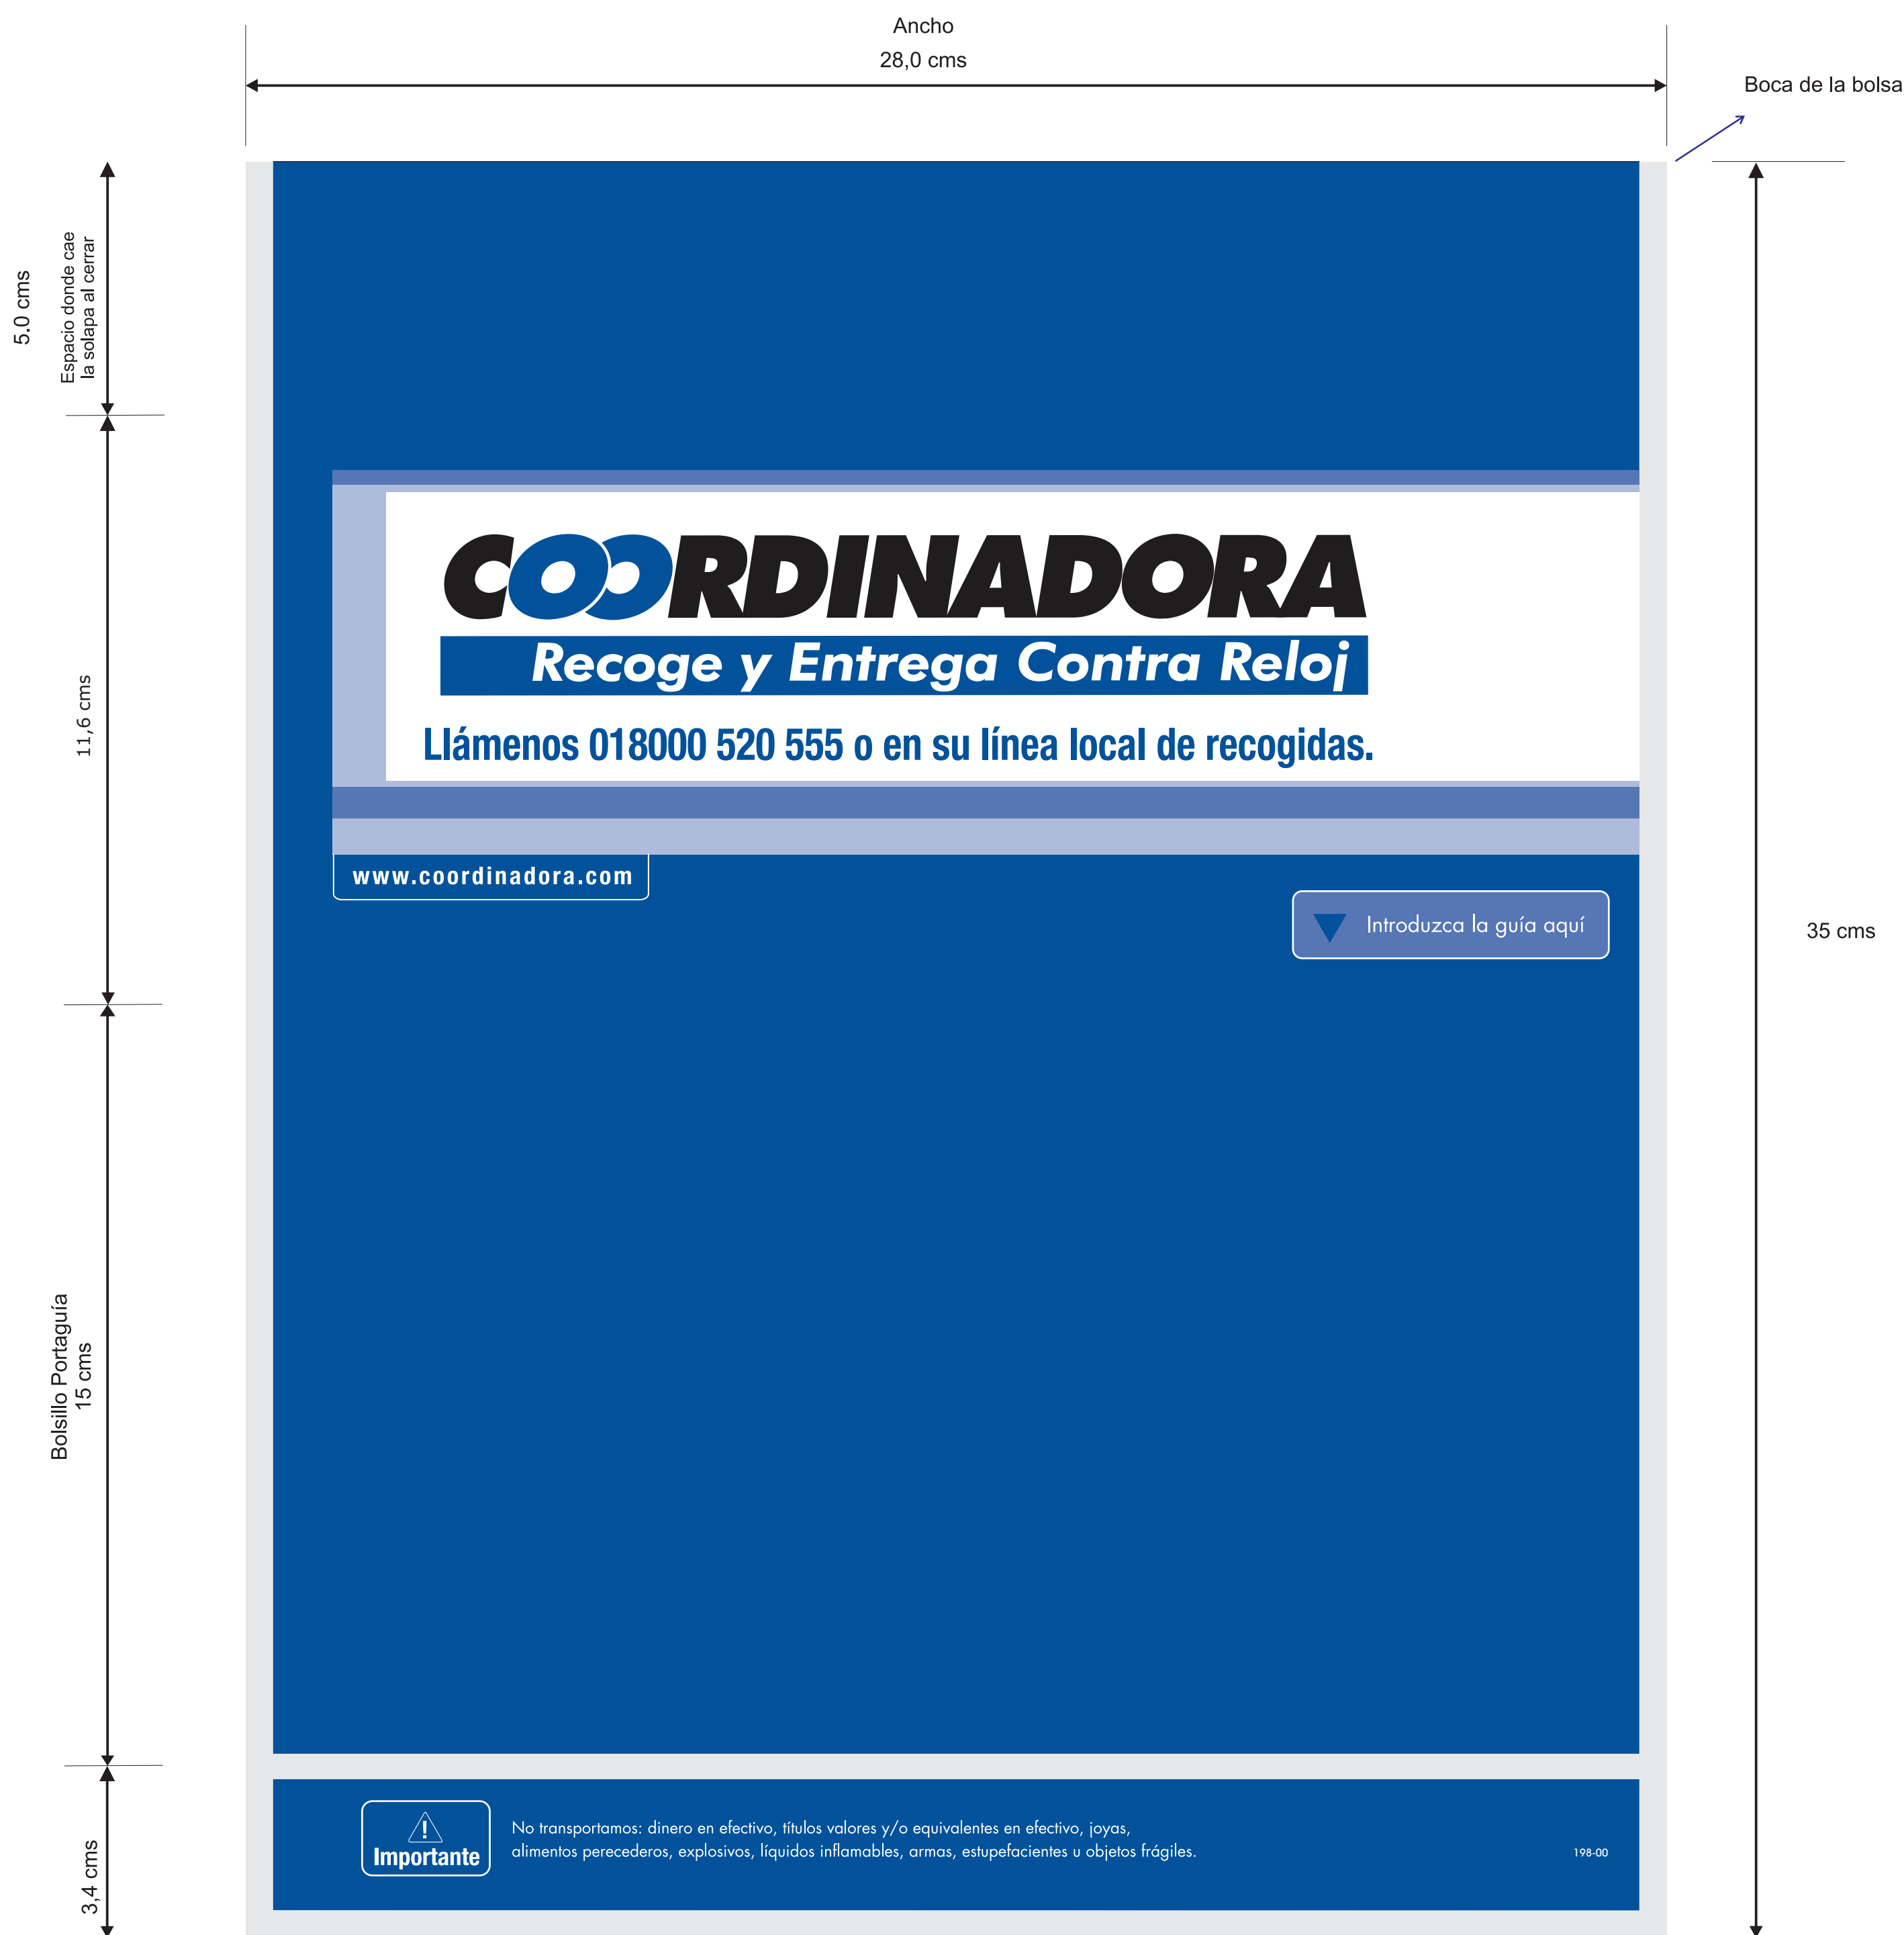 Ancho
28,0 cms
Boca de la bolsa
5.0 cms
Espacio donde cae
la solapa al cerrar
COORDINADORA
Recoge y Entrega Contra Reloj
Llámenos 018000 520 555 o en su línea local de recogidas.
11,6 cms
www.coordinadora.com
Introduzca la guía aquí
35 cms
Bolsillo Portaguía
15 cms
3,4 cms
Importante
No transportamos: dinero en efectivo, títulos valores y/o equivalentes en efectivo, joyas,
alimentos perecederos, explosivos, líquidos inflamables, armas, estupefacientes u objetos frágiles.
198-00